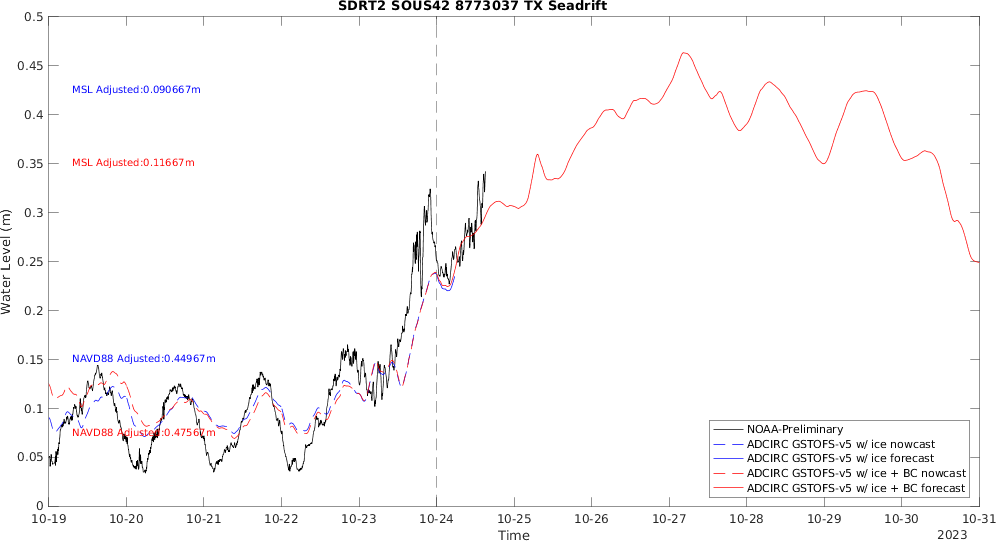 SDRT2 SOUS42 8773037 TX Seadrift
0.5
0.45
0.4
0.35
0.3
0.25
0.2
0.15
0.1
0.05
0
Water Level (m)
MSL Adjusted:0.090667m
MSL Adjusted:0.11667m
NAVD88 Adjusted:0.44967m
NAVD88 Adjusted:0.47567m
NOAA-Preliminary
ADCIRC GSTOFS-v5 w/ ice nowcast
ADCIRC GSTOFS-v5 w/ ice forecast
ADCIRC GSTOFS-v5 w/ ice + BC nowcast
ADCIRC GSTOFS-v5 w/ ice + BC forecast
10-19 10-20 10-21 10-22 10-23 10-24 10-25 10-26 10-27 10-28 10-29 10-30 10-31
Time
2023